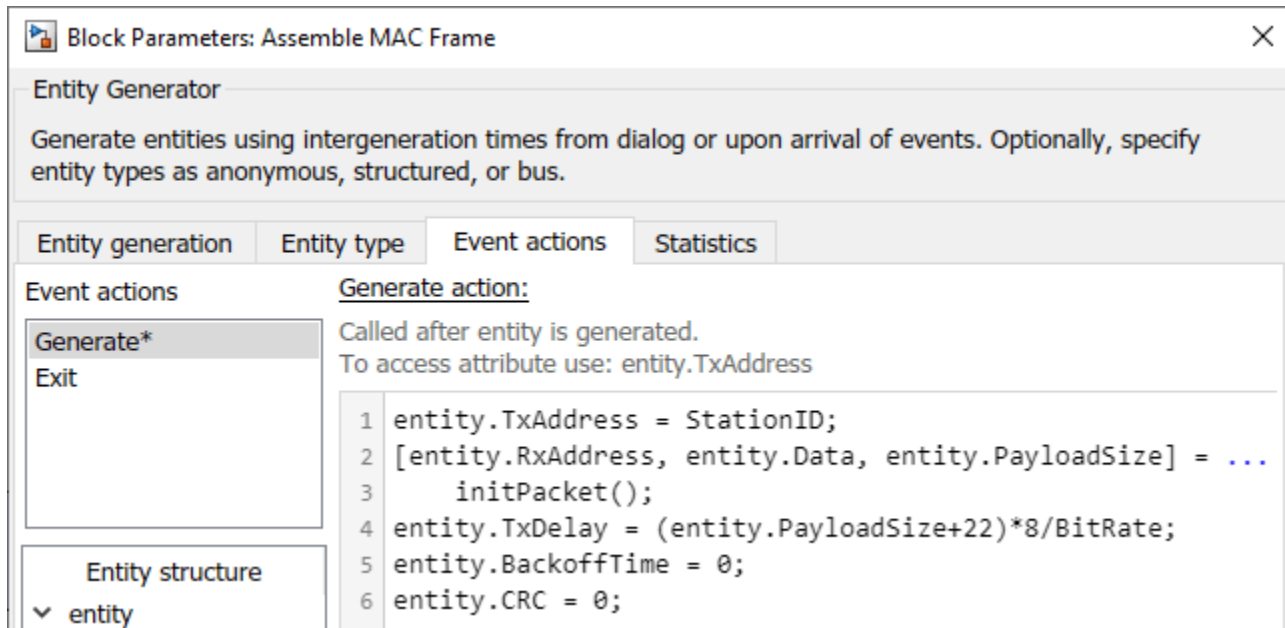 Block Parameters: Assemble MAC Frame
Entity Generator
Generate entities using intergeneration times from dialog or upon arrival of events. Optionally, specify
entity types as anonymous, structured, or bus.
Entity generation Entity type Event actions Statistics
Event actions
Generate*
Exit
Entity structure
entity
Generate action:
Called after entity is generated.
To access attribute use: entity.TxAddress
1 entity.TxAddress = StationID;
2 [entity.RxAddress, entity.Data, entity.PayloadSize] = ...
3 initPacket();
4 entity.TxDelay = (entity.PayloadSize+22)*8/BitRate;
5 entity.BackoffTime = 0;
6 entity.CRC = 0;